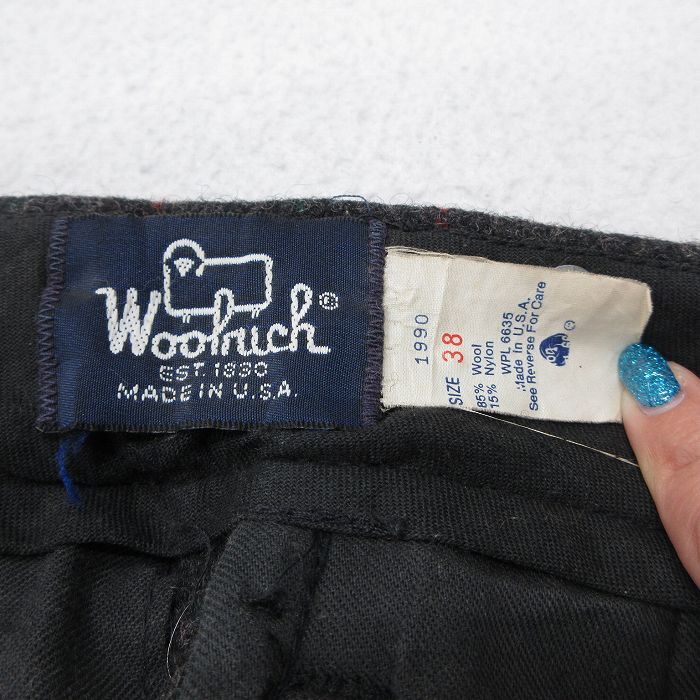 Woolrich®
EST. 1830
MADE IN U.S.A.
1990
SIZE 38
85% Wool
15% Nylon
WPL 6635
Made in U.S.A.
See Reverse For Care
®